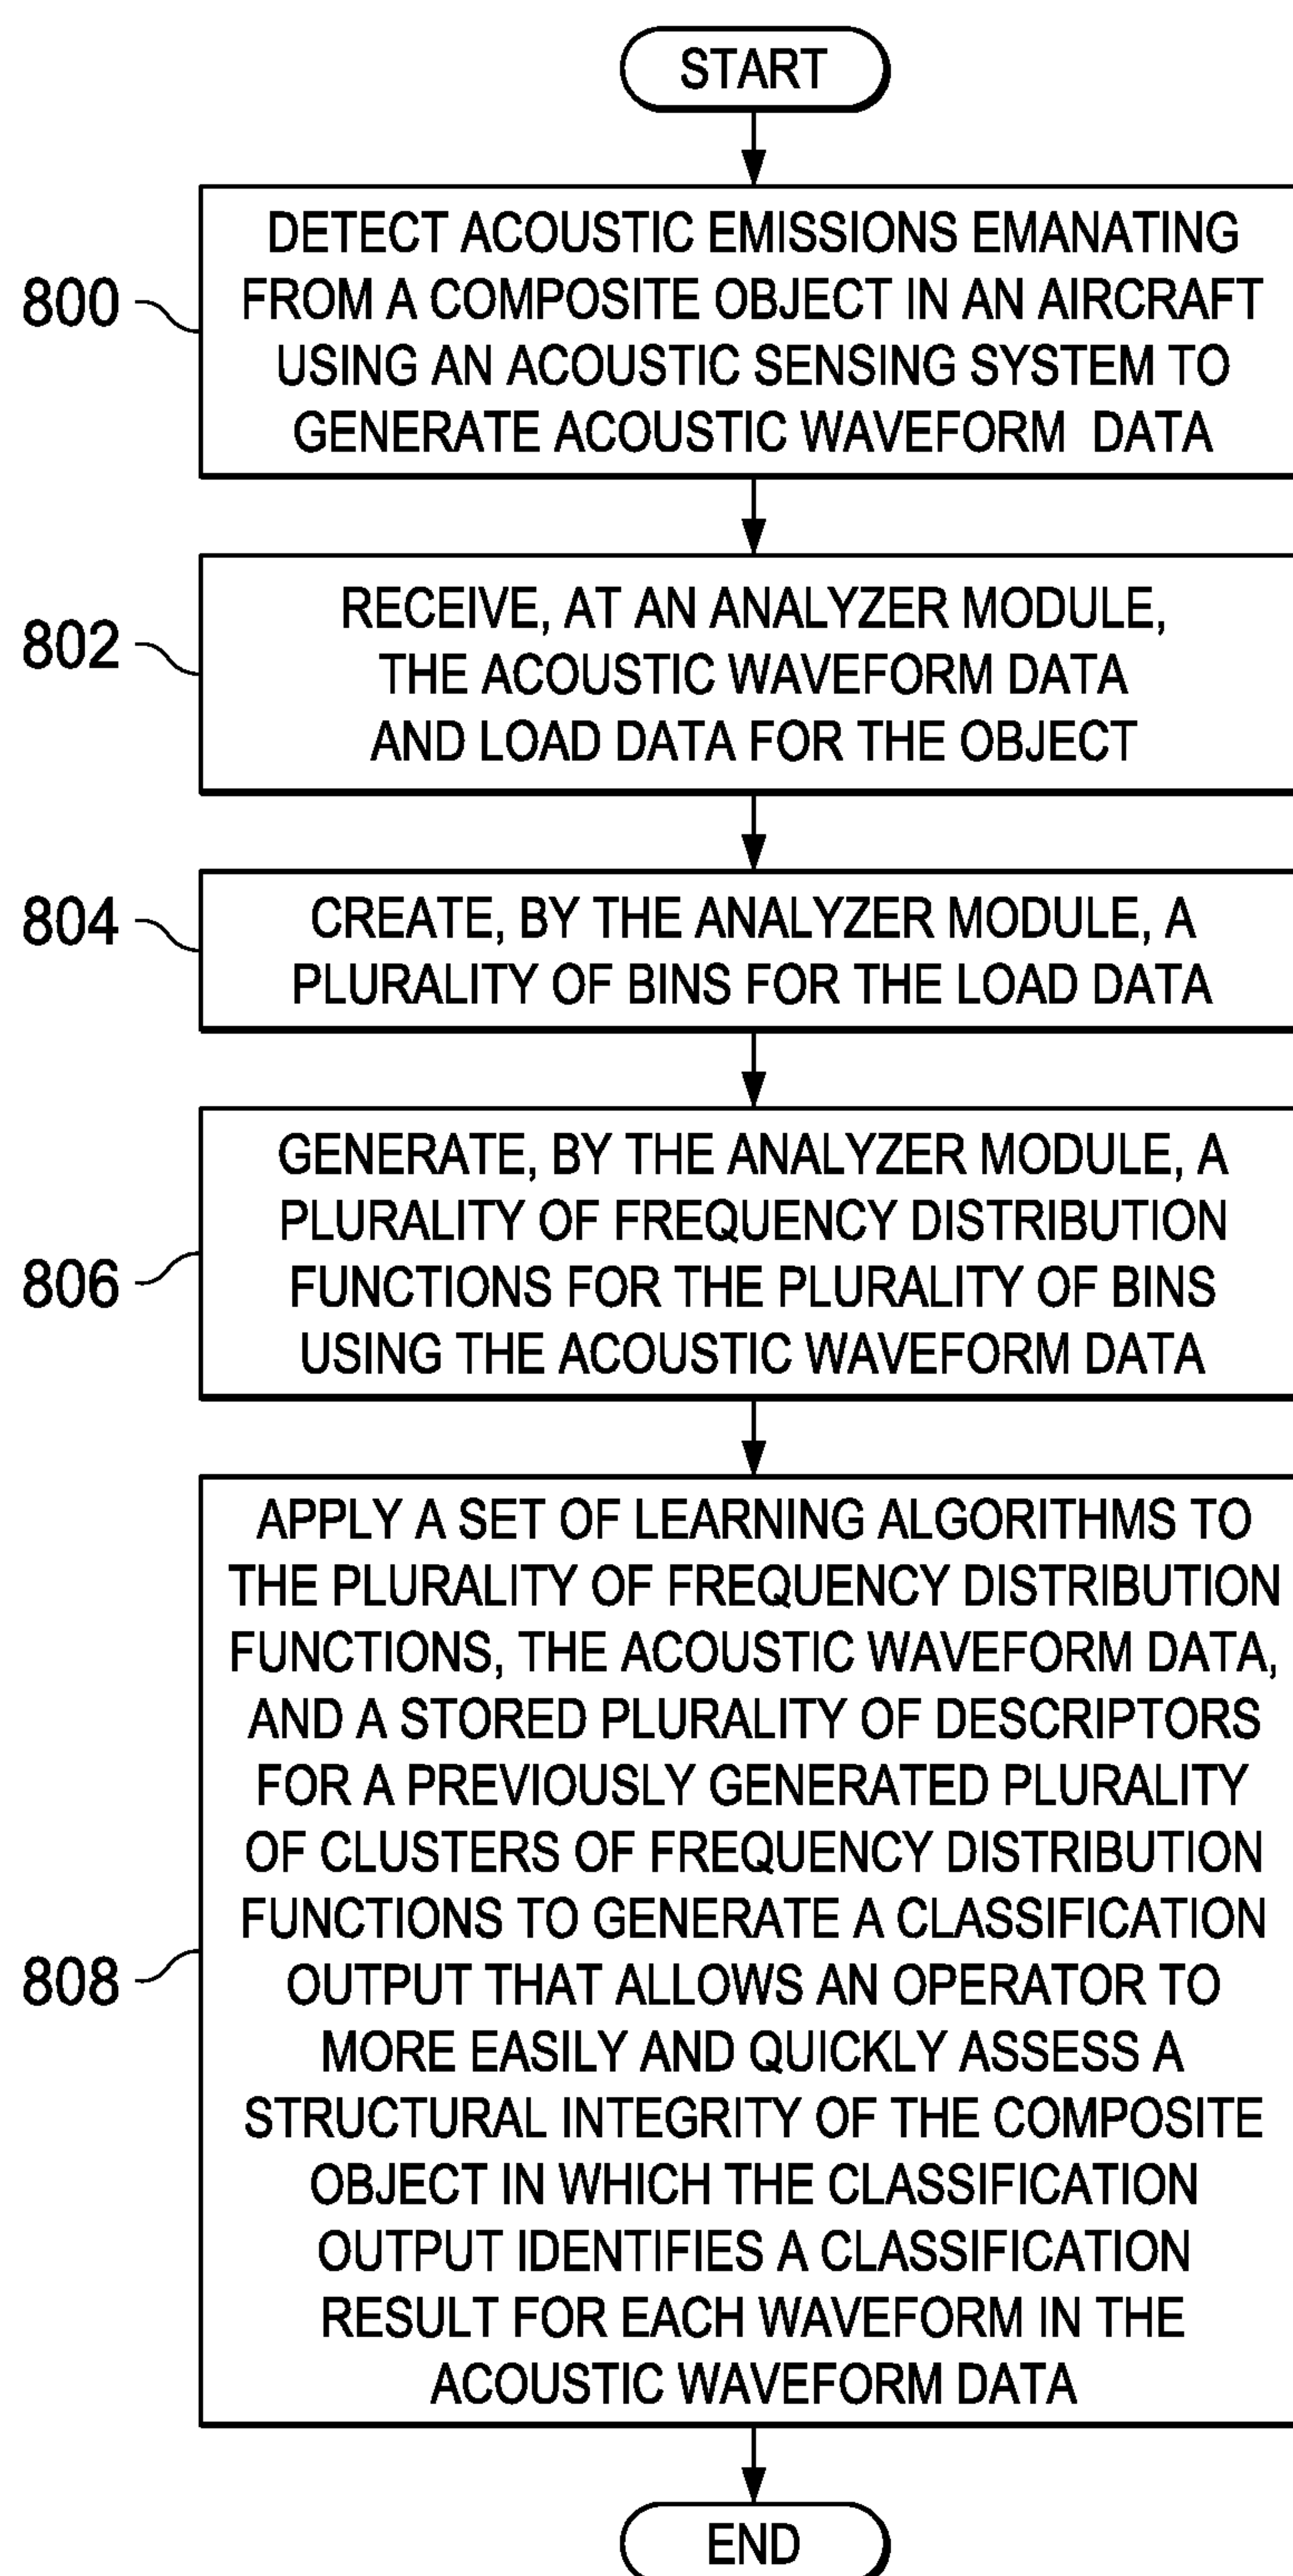 START
800
DETECT ACOUSTIC EMISSIONS EMANATING
FROM A COMPOSITE OBJECT IN AN AIRCRAFT
USING AN ACOUSTIC SENSING SYSTEM TO
GENERATE ACOUSTIC WAVEFORM DATA
802
RECEIVE, AT AN ANALYZER MODULE,
THE ACOUSTIC WAVEFORM DATA
AND LOAD DATA FOR THE OBJECT
804
CREATE, BY THE ANALYZER MODULE, A
PLURALITY OF BINS FOR THE LOAD DATA
806
GENERATE, BY THE ANALYZER MODULE, A
PLURALITY OF FREQUENCY DISTRIBUTION
FUNCTIONS FOR THE PLURALITY OF BINS
USING THE ACOUSTIC WAVEFORM DATA
808
APPLY A SET OF LEARNING ALGORITHMS TO
THE PLURALITY OF FREQUENCY DISTRIBUTION
FUNCTIONS, THE ACOUSTIC WAVEFORM DATA,
AND A STORED PLURALITY OF DESCRIPTORS
FOR A PREVIOUSLY GENERATED PLURALITY
OF CLUSTERS OF FREQUENCY DISTRIBUTION
FUNCTIONS TO GENERATE A CLASSIFICATION
OUTPUT THAT ALLOWS AN OPERATOR TO
MORE EASILY AND QUICKLY ASSESS A
STRUCTURAL INTEGRITY OF THE COMPOSITE
OBJECT IN WHICH THE CLASSIFICATION
OUTPUT IDENTIFIES A CLASSIFICATION
RESULT FOR EACH WAVEFORM IN THE
ACOUSTIC WAVEFORM DATA
END